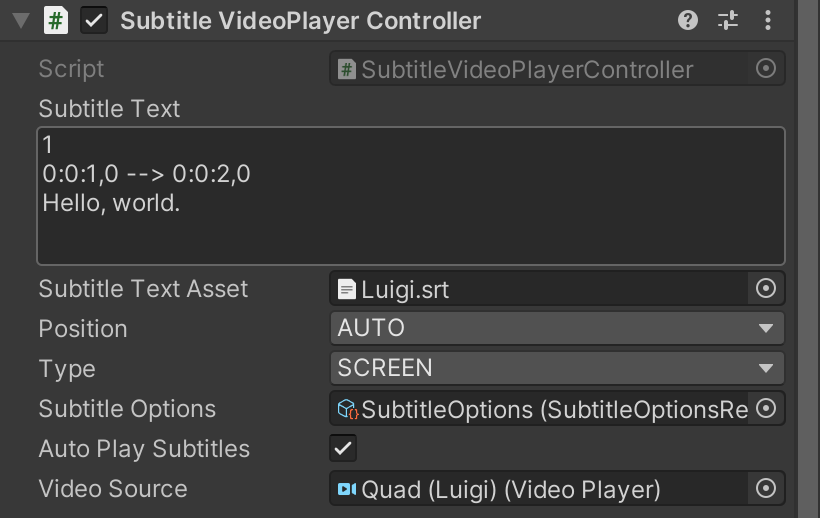 Subtitle VideoPlayer Controller
Script
SubtitleVideoPlayerController
Subtitle Text
1
0:0:1,0 --> 0:0:2,0
Hello, world.
Subtitle Text Asset
Luigi.srt
Position
AUTO
Type
SCREEN
Subtitle Options
SubtitleOptions (SubtitleOptionsRe
Auto Play Subtitles
Video Source
Quad (Luigi) (Video Player)